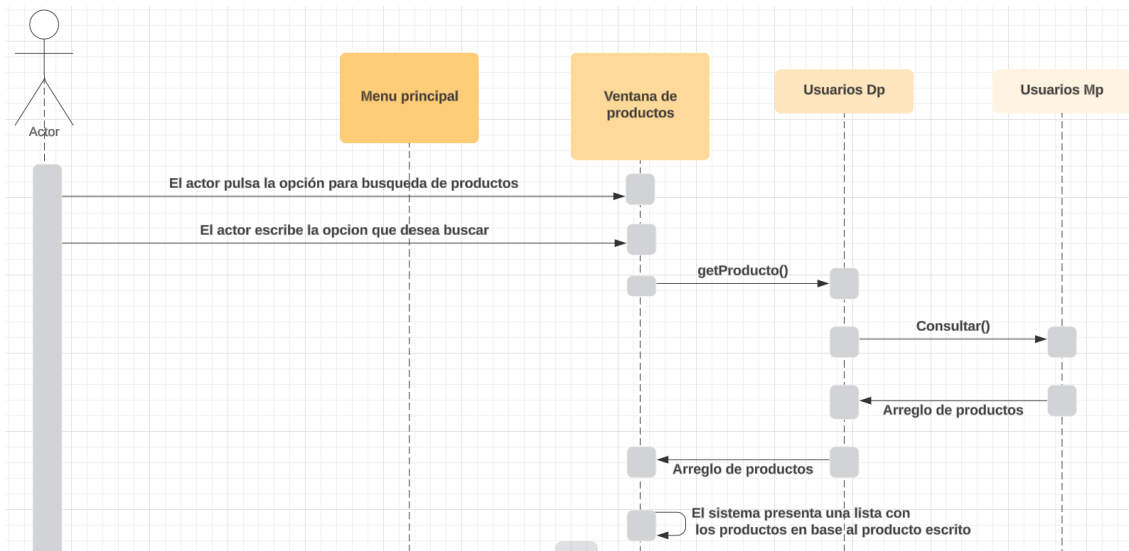 Actor
Menu principal
Ventana de
productos
Usuarios Dp
Usuarios Mp
El actor pulsa la opción para busqueda de productos
El actor escribe la opcion que desea buscar
getProducto()
Consultar()
Arreglo de productos
Arreglo de productos
El sistema presenta una lista con
los productos en base al producto escrito